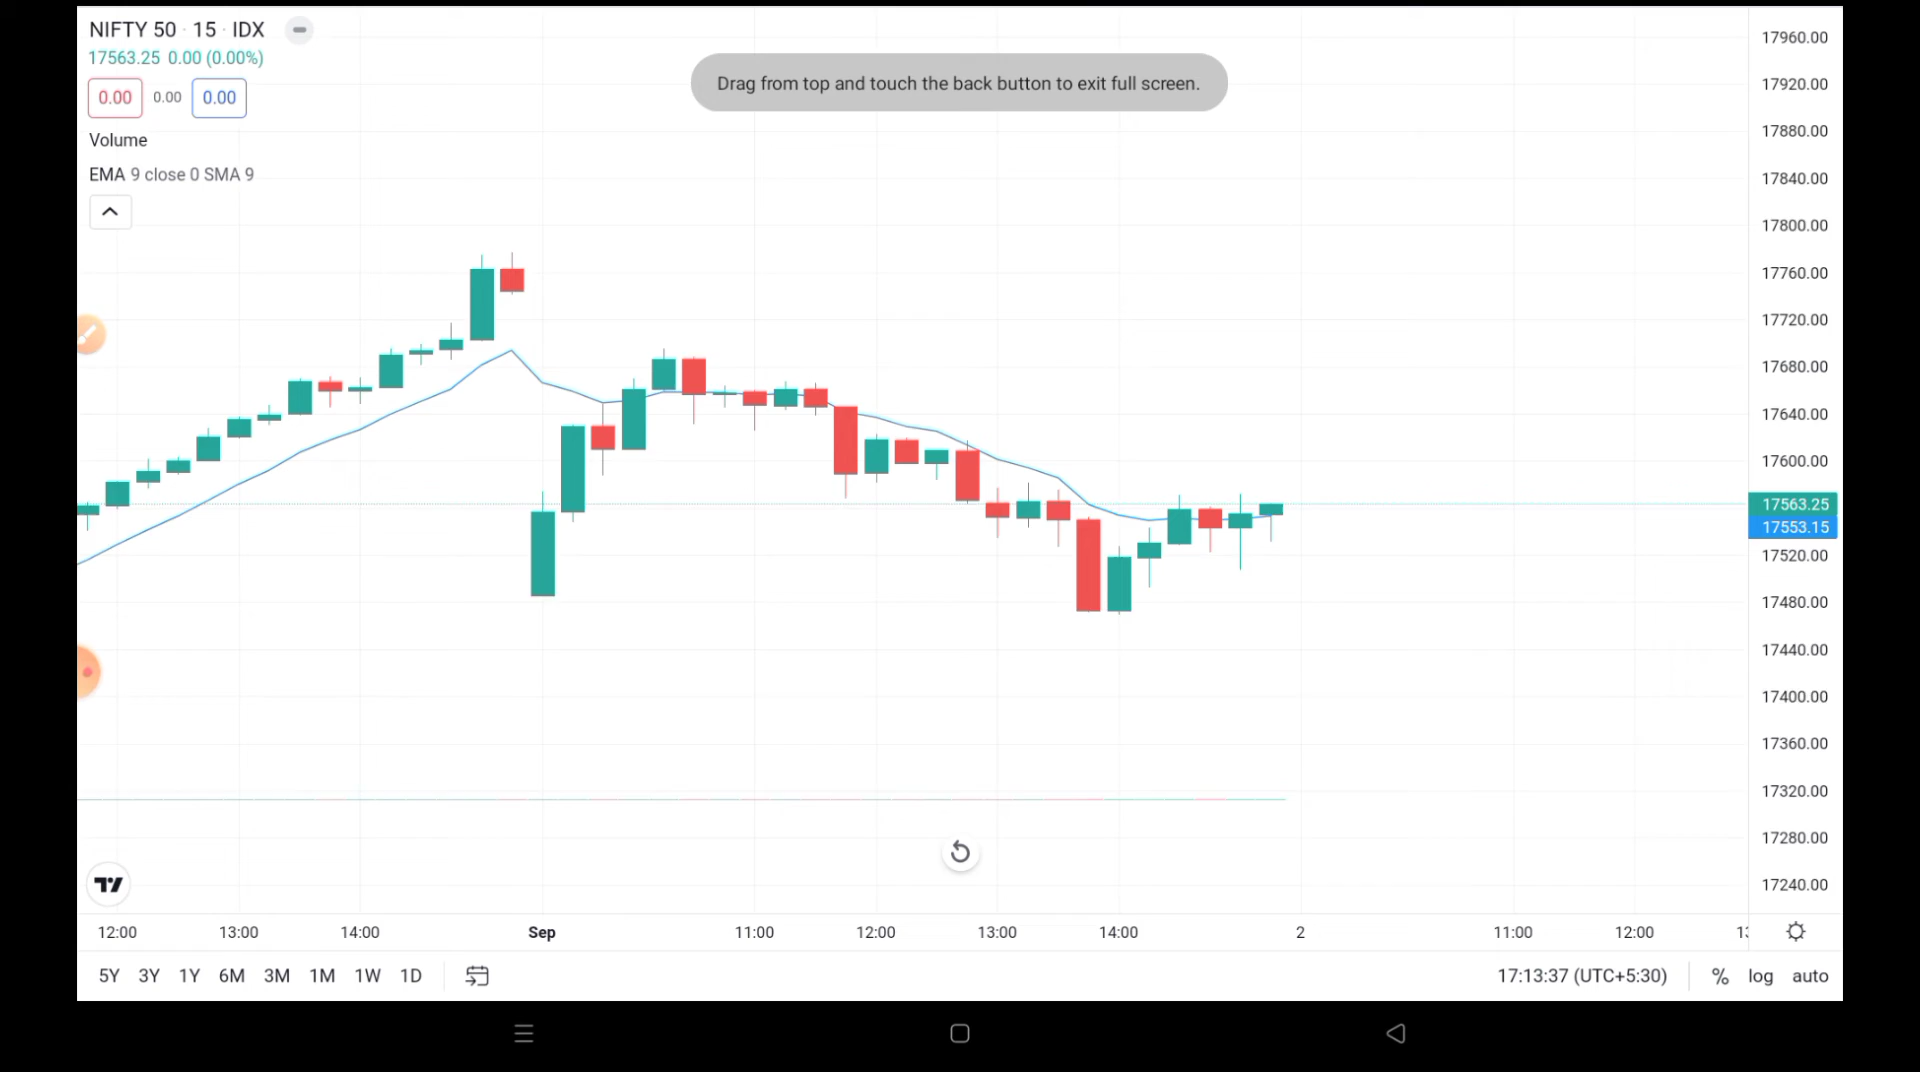 NIFTY 50 · 15 · IDX
17563.25 0.00 (0.00%)
0.00 0.00 0.00
Volume
EMA 9 close 0 SMA 9
Drag from top and touch the back button to exit full screen.
17960.00
17920.00
17880.00
17840.00
17800.00
17760.00
17720.00
17680.00
17640.00
17600.00
17563.25
17553.15
17520.00
17480.00
17440.00
17400.00
17360.00
17320.00
17280.00
17240.00
12:00 13:00 14:00 Sep 11:00 12:00 13:00 14:00 2 11:00 12:00
5Y 3Y 1Y 6M 3M 1M 1W 1D 17:13:37 (UTC+5:30) % log auto